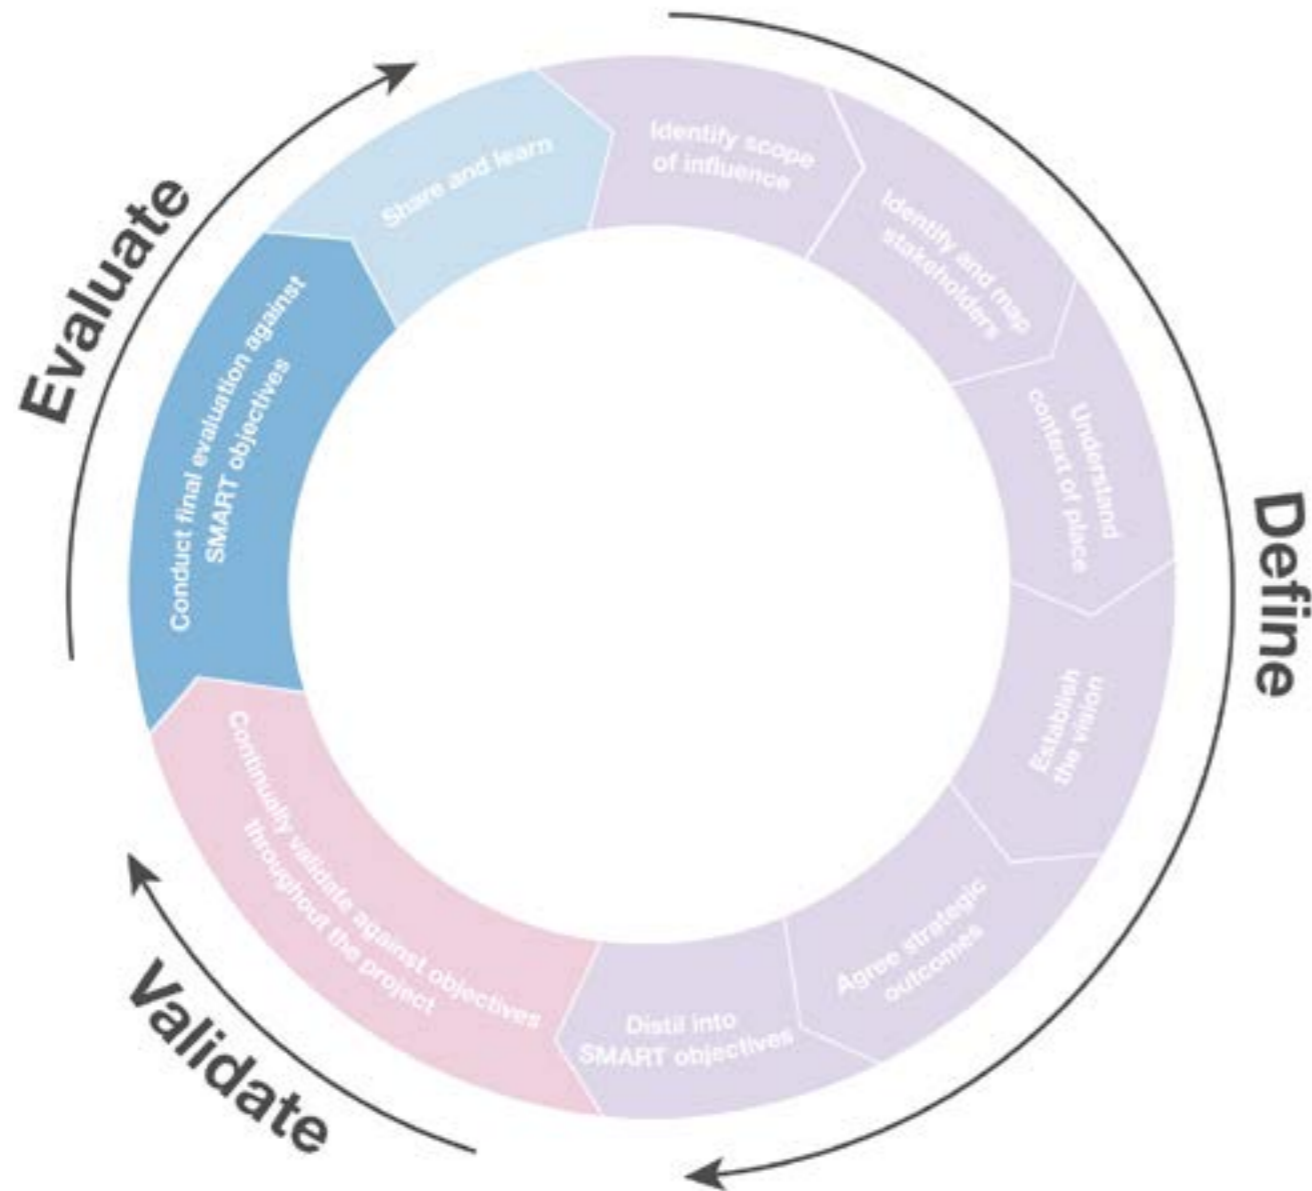 Identify scope
of influence
Identify and map
stakeholders
Understand
context of place
Define
Establish
the vision
Agree strategic
outcomes
Distil into
SMART objectives
Continually validate against objectives
throughout the project
Validate
Conduct final evaluation against
SMART objectives
Evaluate
Share and learn